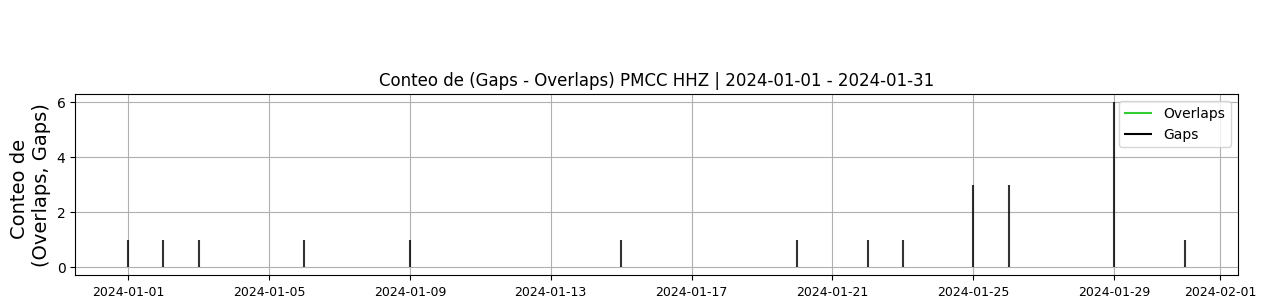 Conteo de (Gaps - Overlaps) PMCC HHZ | 2024-01-01 - 2024-01-31
Conteo de
(Overlaps, Gaps)
6
4
2
0
Overlaps
Gaps
2024-01-01 2024-01-05 2024-01-09 2024-01-13 2024-01-17 2024-01-21 2024-01-25 2024-01-29 2024-02-01